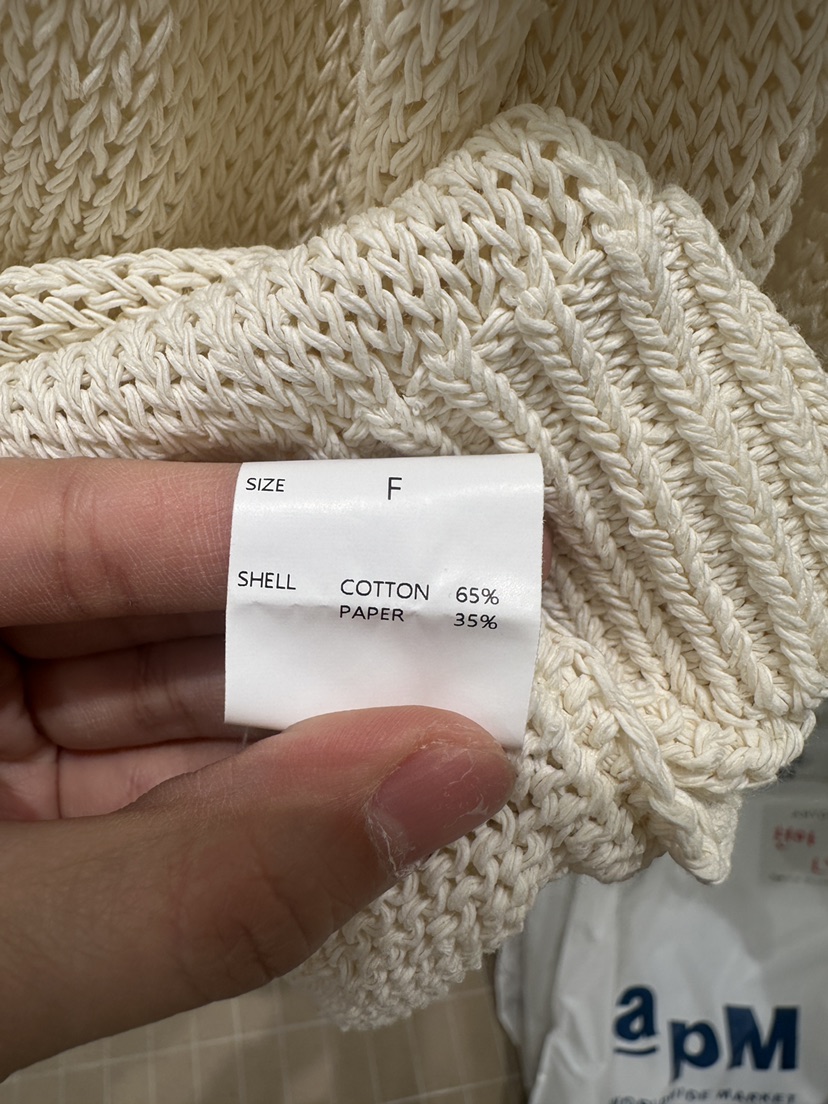 SIZE F
SHELL COTTON 65%
PAPER 35%
apM